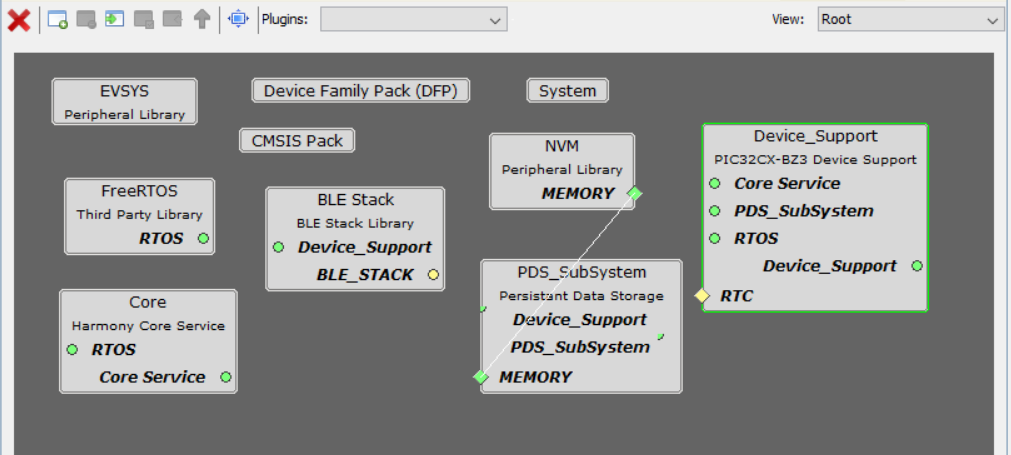 Plugins:
View: Root
EVSYS
Peripheral Library
Device Family Pack (DFP)
System
CMSIS Pack
NVM
Peripheral Library
MEMORY
Device_Support
PIC32CX-BZ3 Device Support
Core Service
PDS_SubSystem
RTOS
Device_Support
RTC
FreeRTOS
Third Party Library
RTOS
BLE Stack
BLE Stack Library
Device_Support
BLE_STACK
PDS_SubSystem
Persistant Data Storage
Device_Support
PDS_SubSystem
MEMORY
Core
Harmony Core Service
RTOS
Core Service